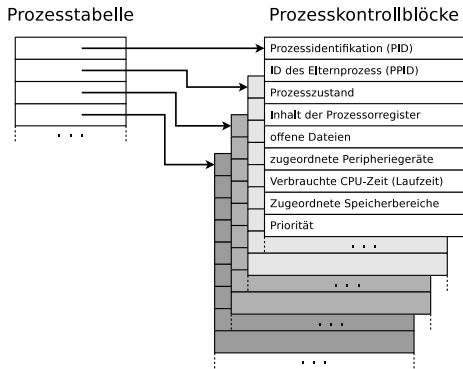 Prozesstabelle
Prozesskontrollblöcke
Prozessidentifikation (PID)
ID des Elternprozess (PPID)
Prozesszustand
Inhalt der Prozessorregister
offene Dateien
zugeordnete Peripheriegeräte
Verbrauchte CPU-Zeit (Laufzeit)
Zugeordnete Speicherbereiche
Priorität
. . .
. . .
. . .
. . .
. . .